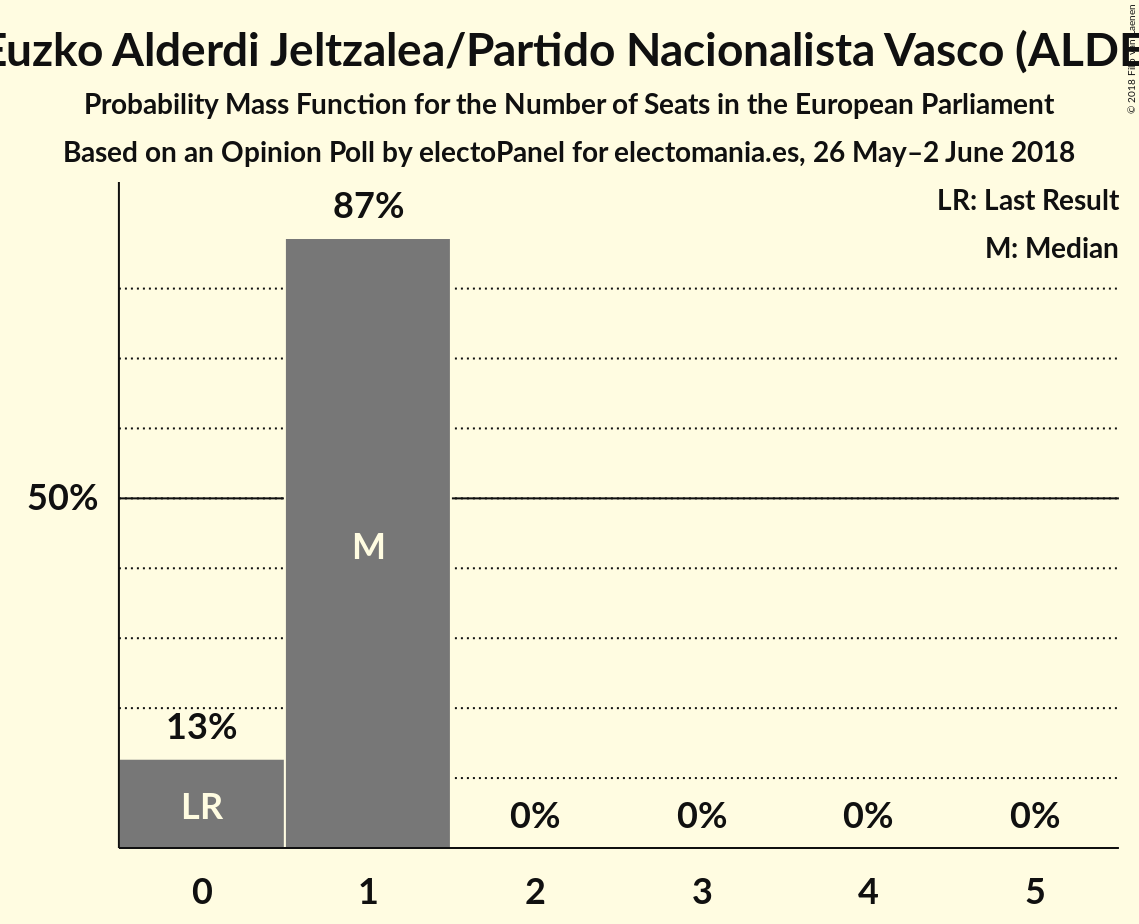 Euzko Alderdi Jeltzalea/Partido Nacionalista Vasco (ALDE
Probability Mass Function for the Number of Seats in the European Parliament
Based on an Opinion Poll by electoPanel for electomania.es, 26 May–2 June 2018
LR: Last Result
M: Median
87%
50%
M
13%
LR
0% 0% 0% 0%
0 1 2 3 4 5
© 2018